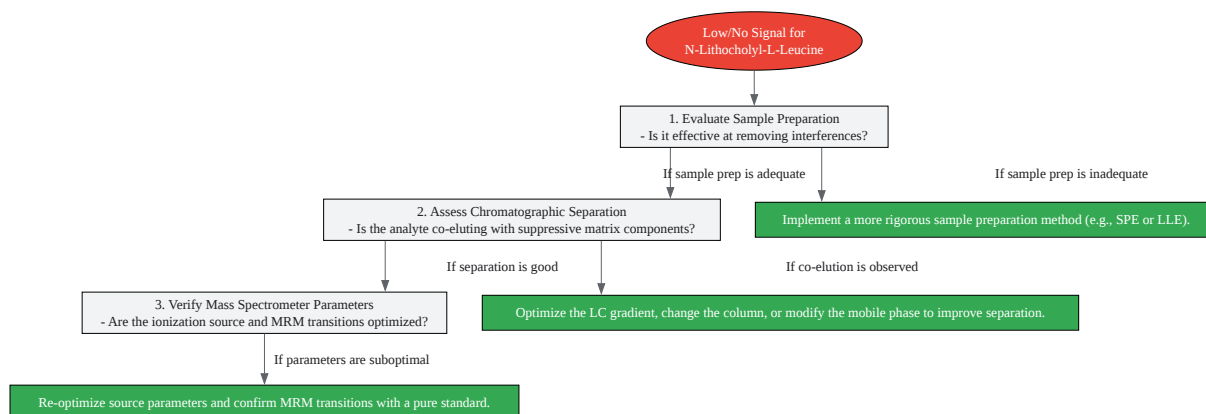 Low/No Signal for
N-Lithocholyl-L-Leucine
1. Evaluate Sample Preparation
- Is it effective at removing interferences?
If sample prep is adequate
If sample prep is inadequate
2. Assess Chromatographic Separation
- Is the analyte co-eluting with suppressive matrix components?
Implement a more rigorous sample preparation method (e.g., SPE or LLE).
If separation is good
If co-elution is observed
3. Verify Mass Spectrometer Parameters
- Are the ionization source and MRM transitions optimized?
Optimize the LC gradient, change the column, or modify the mobile phase to improve separation.
If parameters are suboptimal
Re-optimize source parameters and confirm MRM transitions with a pure standard.